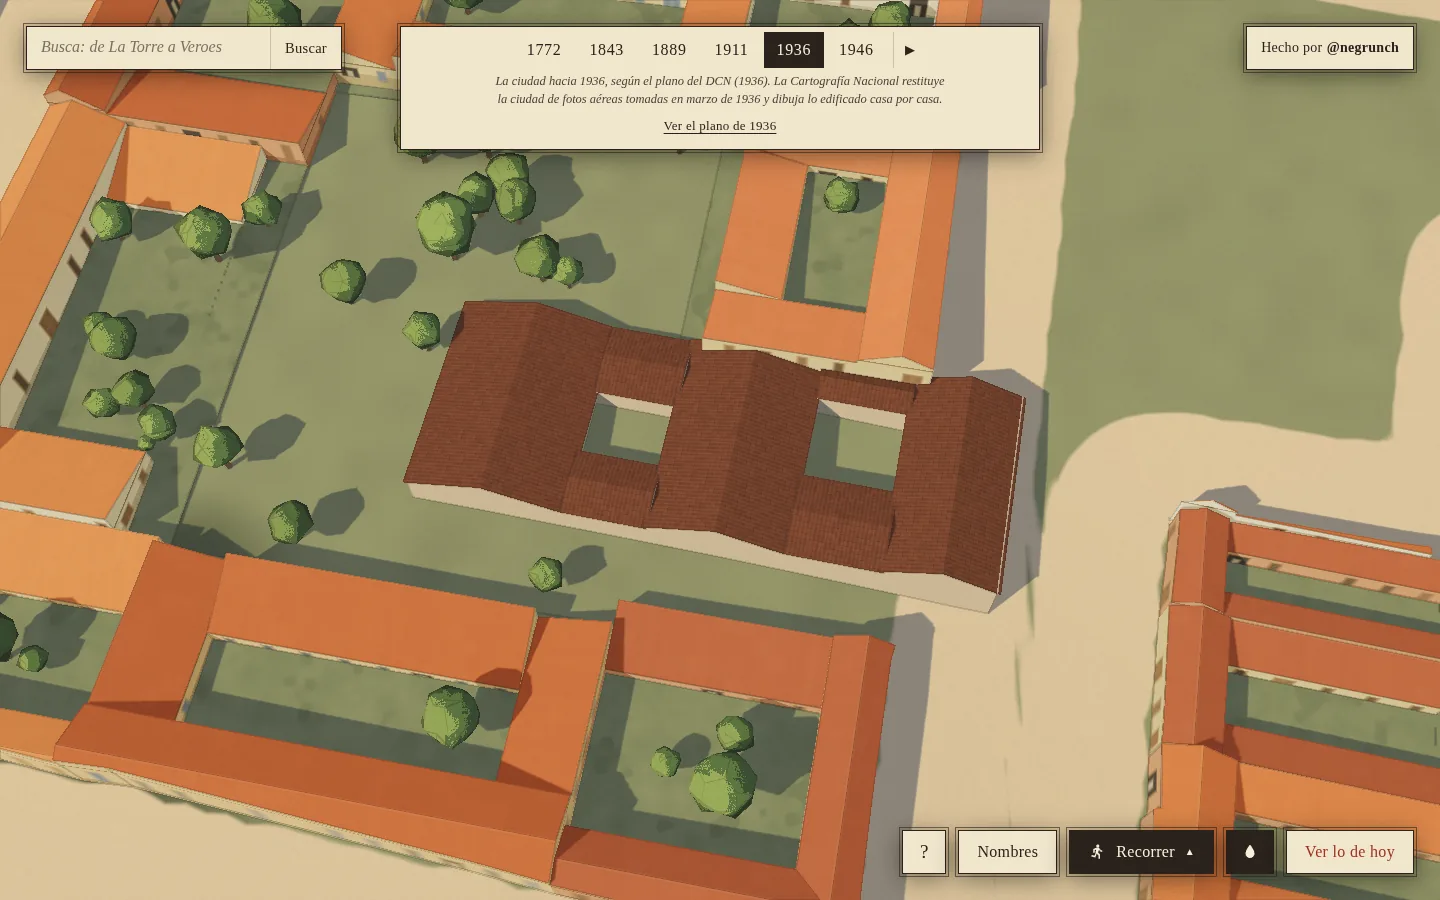 Busca: de La Torre a Veroes
Buscar
1772 1843 1889 1911 1936 1946 ▶
La ciudad hacia 1936, según el plano del DCN (1936). La Cartografía Nacional restituye
la ciudad de fotos aéreas tomadas en marzo de 1936 y dibuja lo edificado casa por casa.
Ver el plano de 1936
Hecho por @negrunch
?
Nombres
Recorrer ▲
Ver lo de hoy